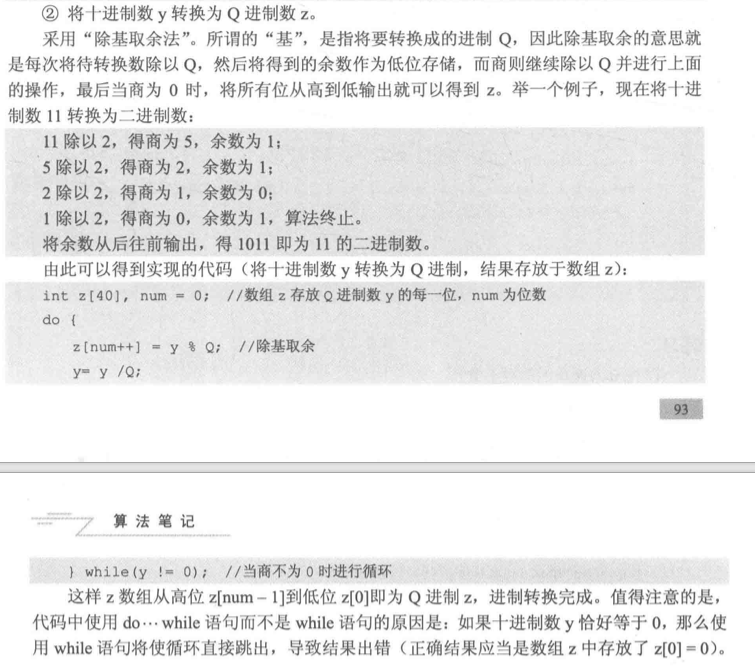 ② 将十进制数 y 转换为 Q 进制数 z。
采用“除基取余法”。所谓的“基”，是指将要转换成的进制 Q，因此除基取余的意思就
是每次将待转换数除以 Q，然后将得到的余数作为低位存储，而商则继续除以 Q 并进行上面
的操作，最后当商为 0 时，将所有位从高到低输出就可以得到 z。举一个例子，现在将十进
制数 11 转换为二进制数：
11 除以 2，得商为 5，余数为 1；
5 除以 2，得商为 2，余数为 1；
2 除以 2，得商为 1，余数为 0；
1 除以 2，得商为 0，余数为 1，算法终止。
将余数从后往前输出，得 1011 即为 11 的二进制数。
由此可以得到实现的代码（将十进制数 y 转换为 Q 进制，结果存放于数组 z）：
int z[40], num = 0; //数组 z 存放 Q 进制数 y 的每一位，num 为位数
do {
z[num++] = y % Q; //除基取余
y= y /Q;
93
算法笔记
} while(y != 0); //当商不为 0 时进行循环
这样 z 数组从高位 z[num – 1]到低位 z[0]即为 Q 进制 z，进制转换完成。值得注意的是，
代码中使用 do…while 语句而不是 while 语句的原因是：如果十进制数 y 恰好等于 0，那么使
用 while 语句将使循环直接跳出，导致结果出错（正确结果应当是数组 z 中存放了 z[0] = 0）。